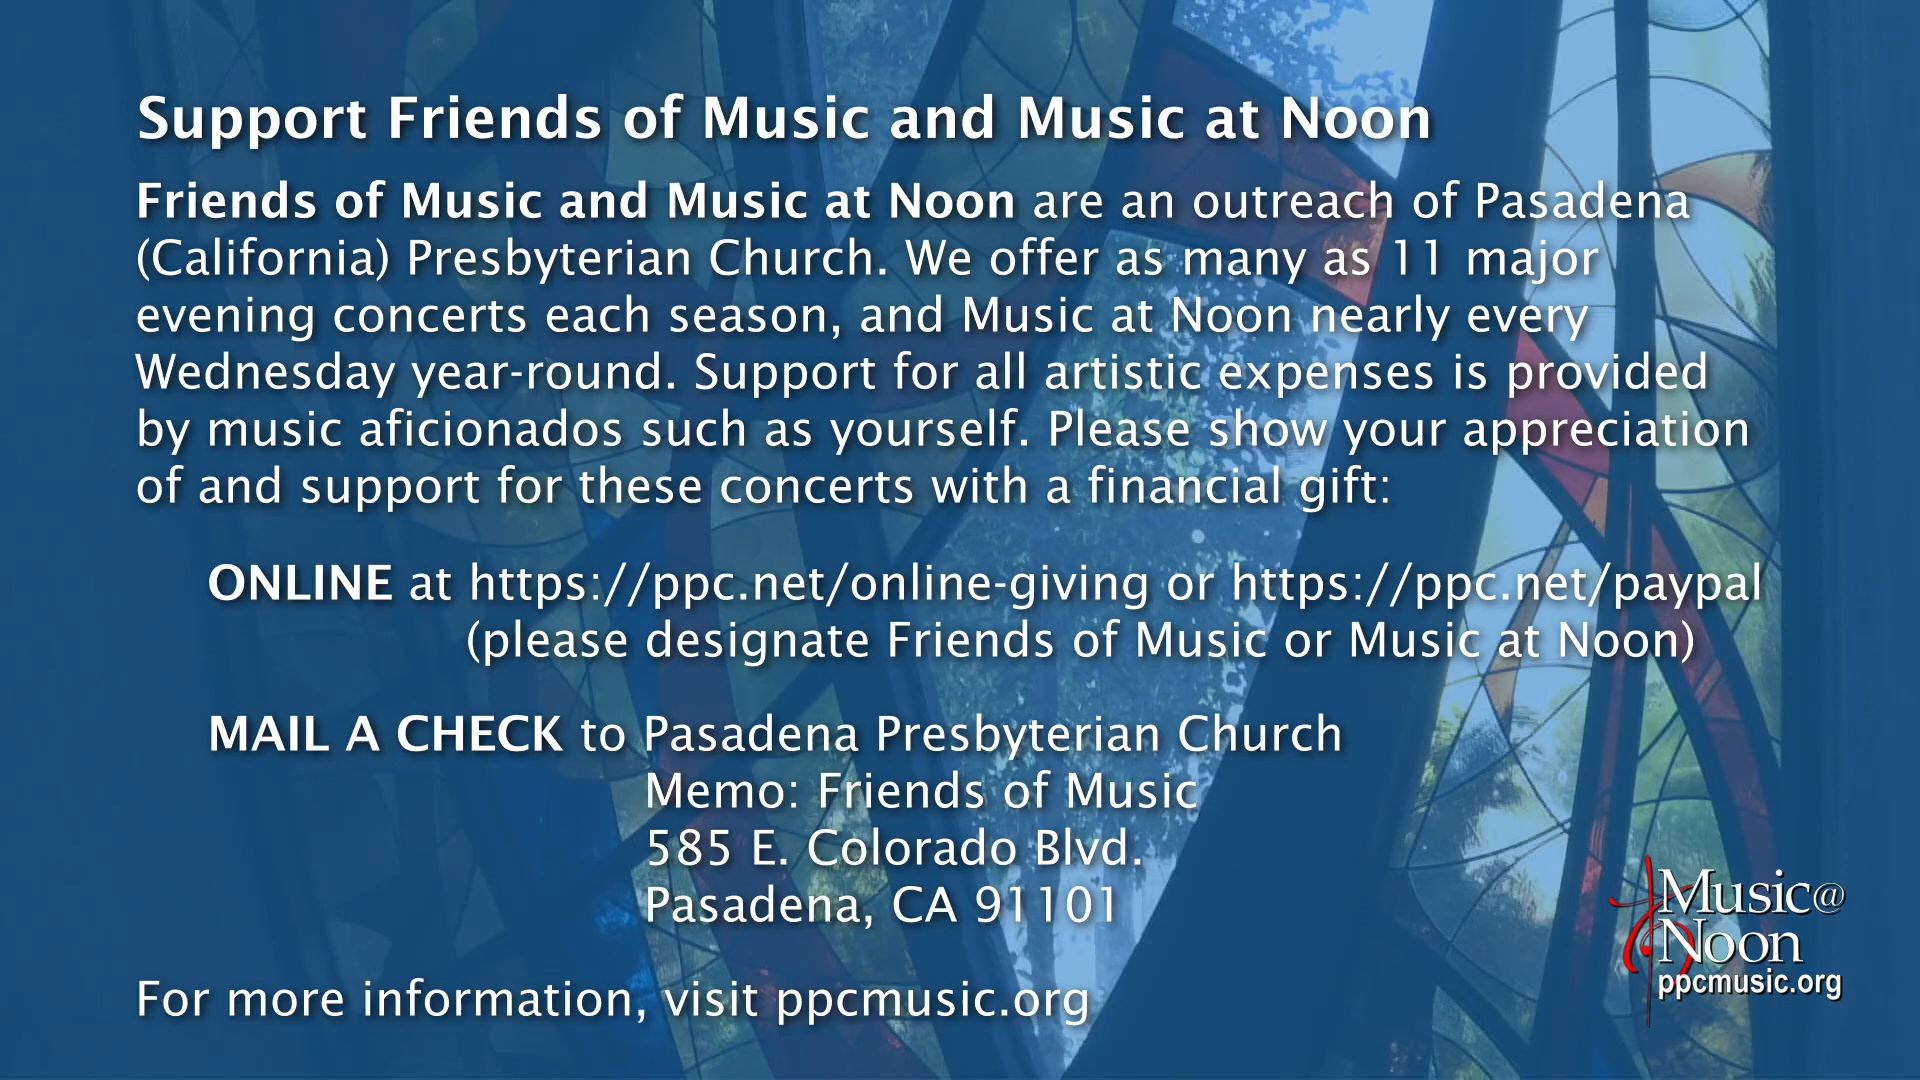 Support Friends of Music and Music at Noon
Friends of Music and Music at Noon are an outreach of Pasadena
(California) Presbyterian Church. We offer as many as 11 major
evening concerts each season, and Music at Noon nearly every
Wednesday year-round. Support for all artistic expenses is provided
by music aficionados such as yourself. Please show your appreciation
of and support for these concerts with a financial gift:
ONLINE at https://ppc.net/online-giving or https://ppc.net/paypal
(please designate Friends of Music or Music at Noon)
MAIL A CHECK to Pasadena Presbyterian Church
Memo: Friends of Music
585 E. Colorado Blvd.
Pasadena, CA 91101
For more information, visit ppcmusic.org
Music@
Noon
ppcmusic.org